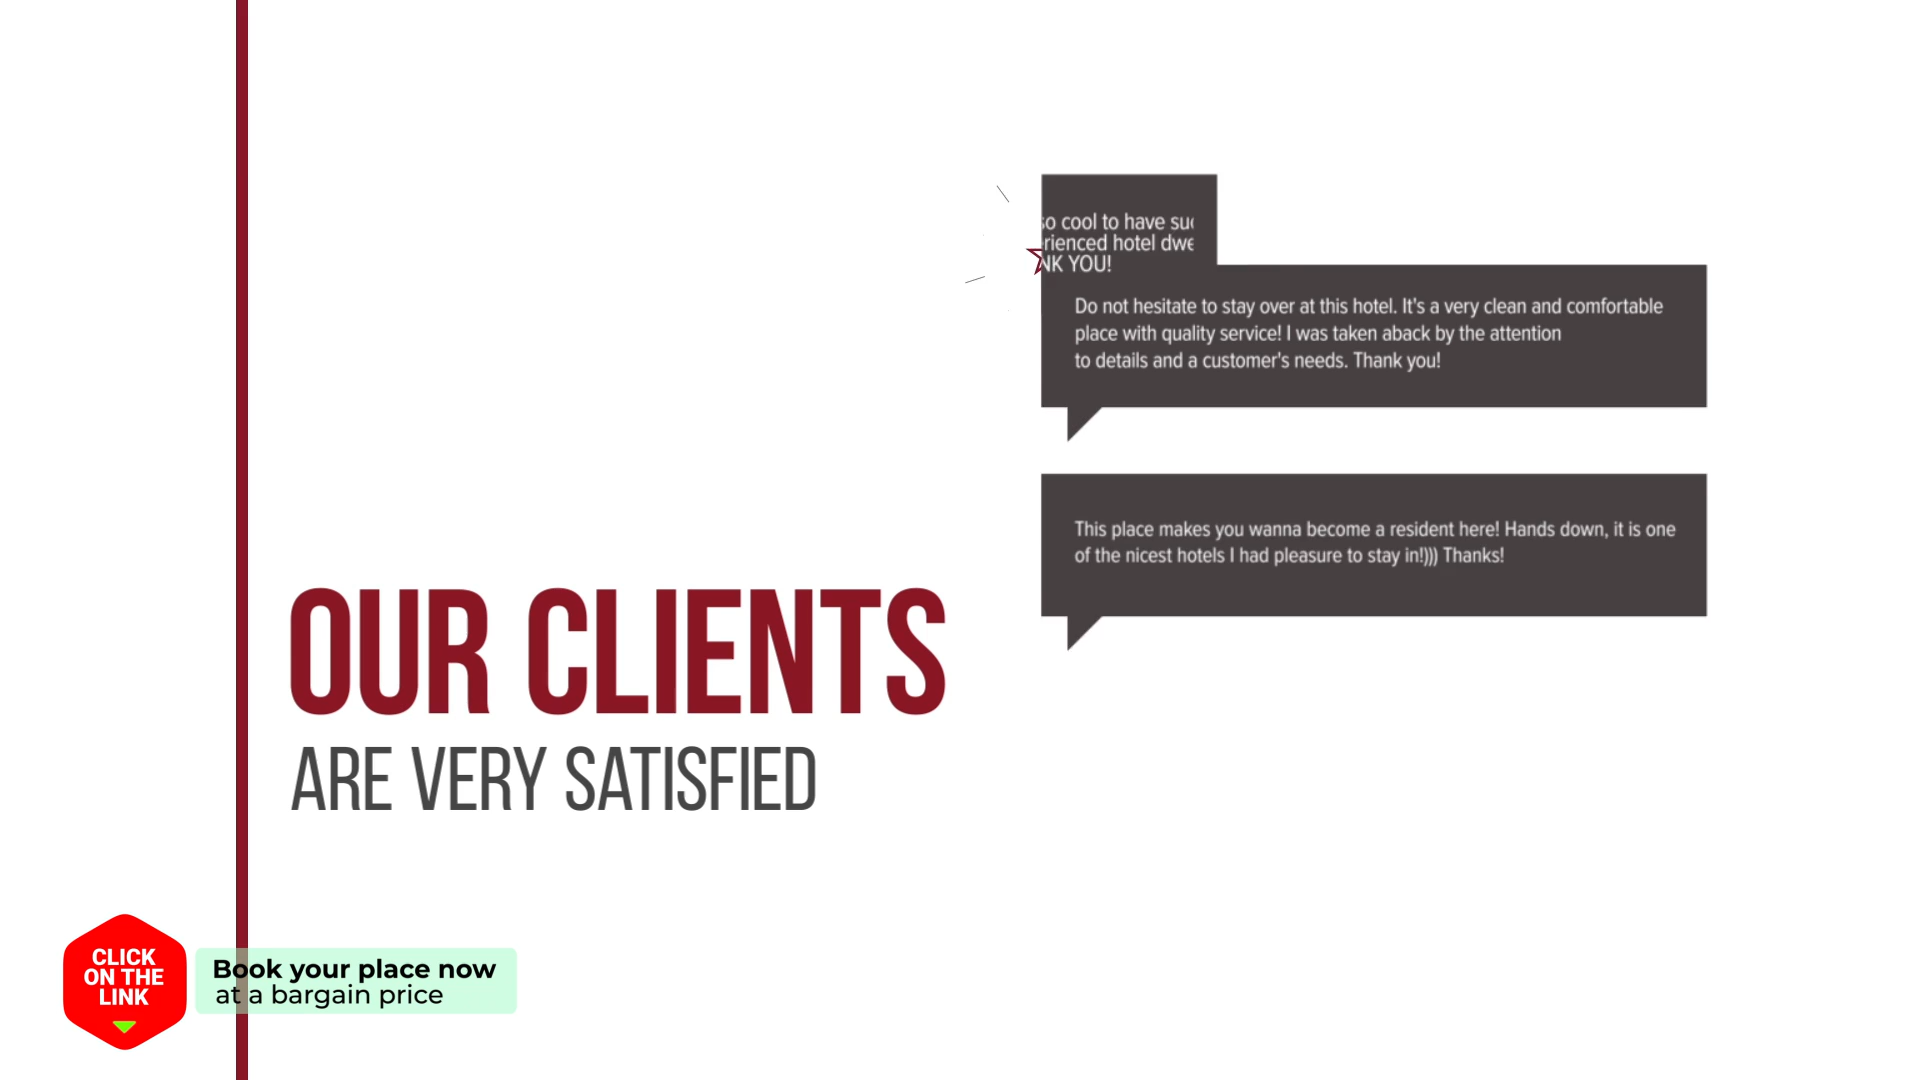 so cool to have
hotel
YOU!
Do not hesitate to stay over at this hotel. It's a very clean and comfortable
place with quality service! I was taken aback by the attention
to details and a customer's needs. Thank you!
This place makes you wanna become a resident here! Hands down, it is one
of the nicest hotels I had pleasure to stay in!))) Thanks!
OUR CLIENTS
ARE VERY SATISFIED
CLICK
ON THE
LINK
Book your place now
at a bargain price